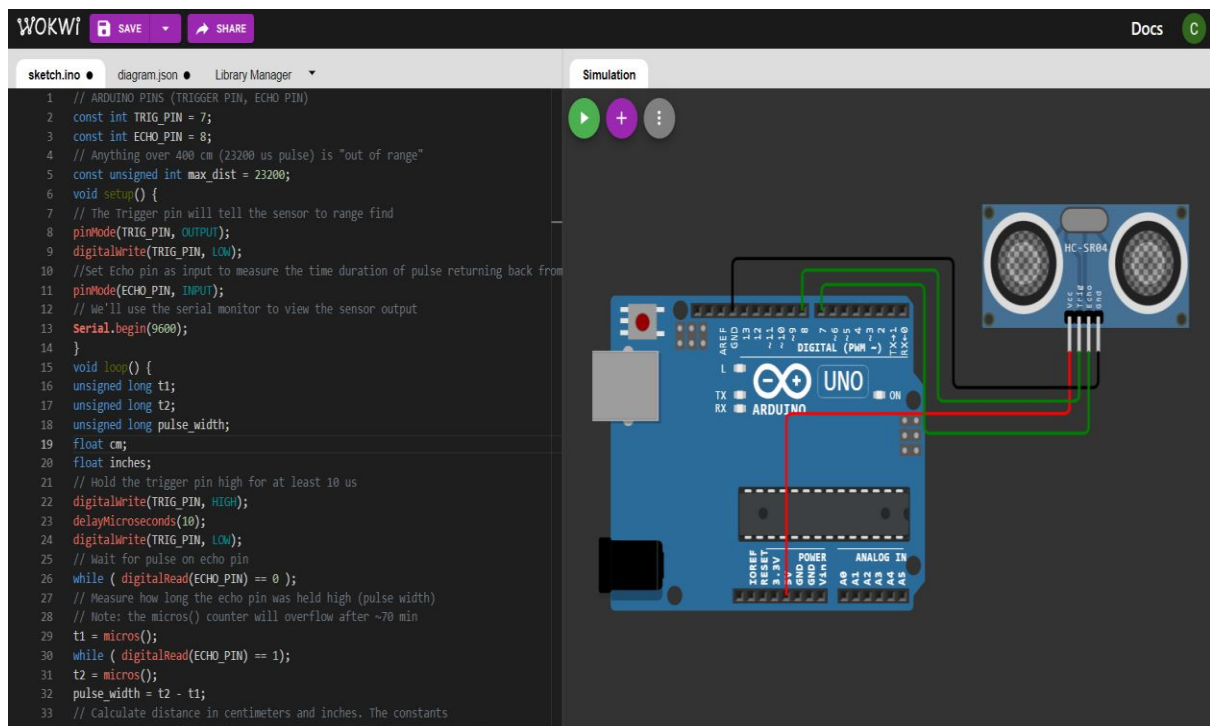 WOKWi SAVE SHARE Docs C
sketch.ino diagram.json Library Manager
1 // ARDUINO PINS (TRIGGER PIN, ECHO PIN)
2 const int TRIG_PIN = 7;
3 const int ECHO_PIN = 8;
4 // Anything over 400 cm (23200 us pulse) is "out of range"
5 const unsigned int max_dist = 23200;
6 void setup() {
7 // The Trigger pin will tell the sensor to range find
8 pinMode(TRIG_PIN, OUTPUT);
9 digitalWrite(TRIG_PIN, LOW);
10 //Set Echo pin as input to measure the time duration of pulse returning back from
11 pinMode(ECHO_PIN, INPUT);
12 // We'll use the serial monitor to view the sensor output
13 Serial.begin(9600);
14 }
15 void loop() {
16 unsigned long t1;
17 unsigned long t2;
18 unsigned long pulse_width;
19 float cm;
20 float inches;
21 // Hold the trigger pin high for at least 10 us
22 digitalWrite(TRIG_PIN, HIGH);
23 delayMicroseconds(10);
24 digitalWrite(TRIG_PIN, LOW);
25 // Wait for pulse on echo pin
26 while ( digitalRead(ECHO_PIN) == 0 );
27 // Measure how long the echo pin was held high (pulse width)
28 // Note: the micros() counter will overflow after ~70 min
29 t1 = micros();
30 while ( digitalRead(ECHO_PIN) == 1);
31 t2 = micros();
32 pulse_width = t2 - t1;
33 // Calculate distance in centimeters and inches. The constants
Simulation
HC-SR04
Vcc
Trig
Echo
Gnd
AREF
GND
13
12
~11
~10
~9
8
7
~6
~5
4
~3
2
TX→1
RX←0
DIGITAL (PWM ~)
L
TX
RX
UNO
ON
ARDUINO
IOREF
RESET
3.3V
5V
GND
GND
Vin
POWER
ANALOG IN
A0
A1
A2
A3
A4
A5